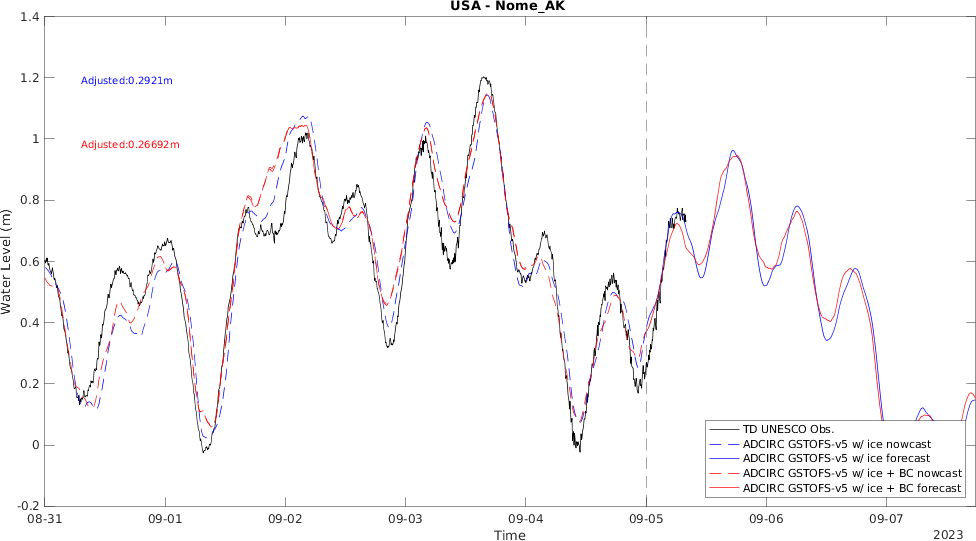 USA - Nome_AK
1.4
1.2
1
0.8
0.6
0.4
0.2
0
-0.2
Water Level (m)
Adjusted:0.2921m
Adjusted:0.26692m
TD UNESCO Obs.
ADCIRC GSTOFS-v5 w/ ice nowcast
ADCIRC GSTOFS-v5 w/ ice forecast
ADCIRC GSTOFS-v5 w/ ice + BC nowcast
ADCIRC GSTOFS-v5 w/ ice + BC forecast
08-31 09-01 09-02 09-03 09-04 09-05 09-06 09-07
Time
2023